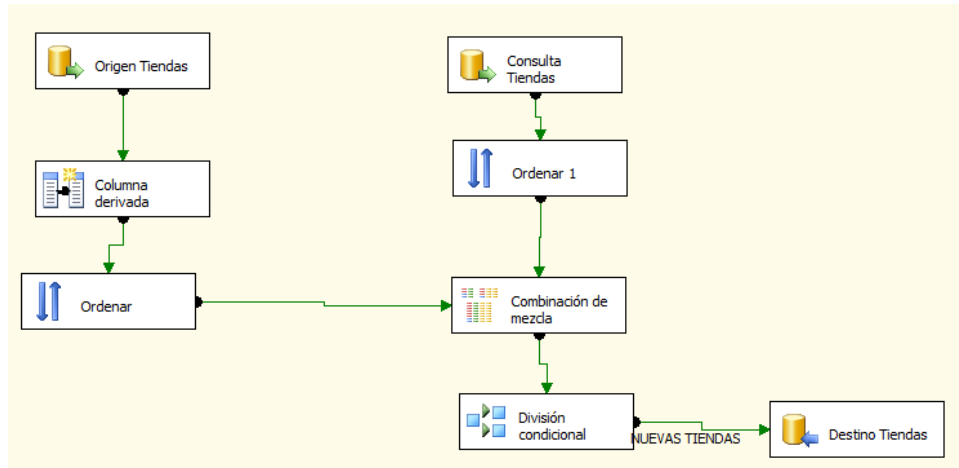 Origen Tiendas
Consulta
Tiendas
Columna
derivada
Ordenar 1
Ordenar
Combinación de
mezcla
División
condicional
NUEVAS TIENDAS
Destino Tiendas